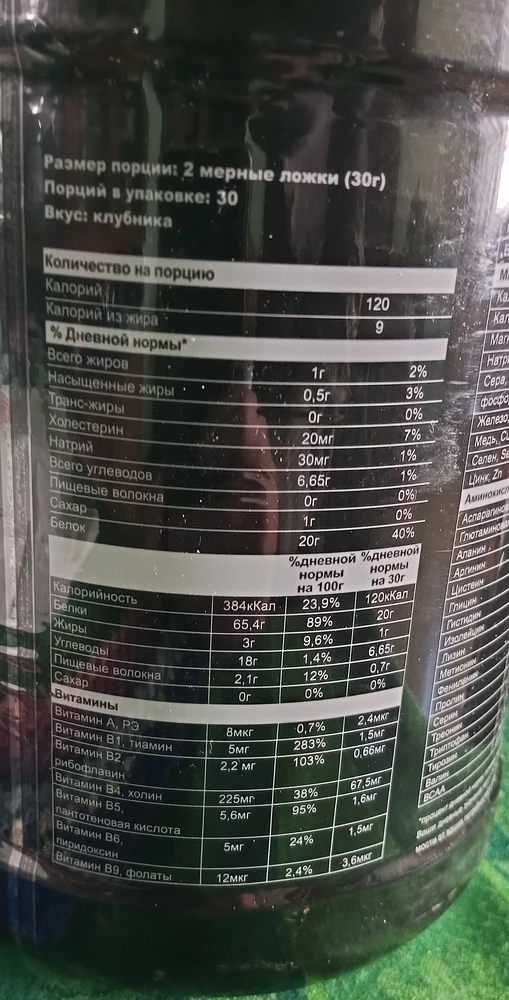 Размер порции: 2 мерные ложки (30г)
Порций в упаковке: 30
Вкус: клубника
Количество на порцию
Калорий 120
Калорий из жира 9
% Дневной нормы*
Всего жиров 1г 2%
Насыщенные жиры 0,5г 3%
Транс-жиры 0г 0%
Холестерин 20мг 7%
Натрий 30мг 1%
Всего углеводов 6,65г 1%
Пищевые волокна 0г 0%
Сахар 1г 0%
Белок 20г 40%
%дневной нормы на 100г %дневной нормы на 30г
Калорийность 384кКал 23,9% 120кКал
Белки 65,4г 89% 20г
Жиры 3г 9,6% 1г
Углеводы 18г 1,4% 6,65г
Пищевые волокна 2,1г 12% 0,7г
Сахар 0г 0% 0%
Витамины
Витамин А, РЭ 8мкг 0,7% 2,4мкг
Витамин В1, тиамин 5мг 283% 1,5мг
Витамин В2, рибофлавин 2,2 мг 103% 0,66мг
Витамин В4, холин 225мг 38% 67,5мг
Витамин В5, пантотеновая кислота 5,6мг 95% 1,6мг
Витамин В6, пиридоксин 5мг 24% 1,5мг
Витамин В9, фолаты 12мкг 2,4% 3,6мкг
Сера,
Медь,
Селен,
Цинк, Zn
Аланин
Аргинин
Цистеин
Глицин
Гистидин
Изолейцин
Лизин
Метионин
Пролин
Серин
Треонин
Триптофан
Тирозин
Валин
BCAA